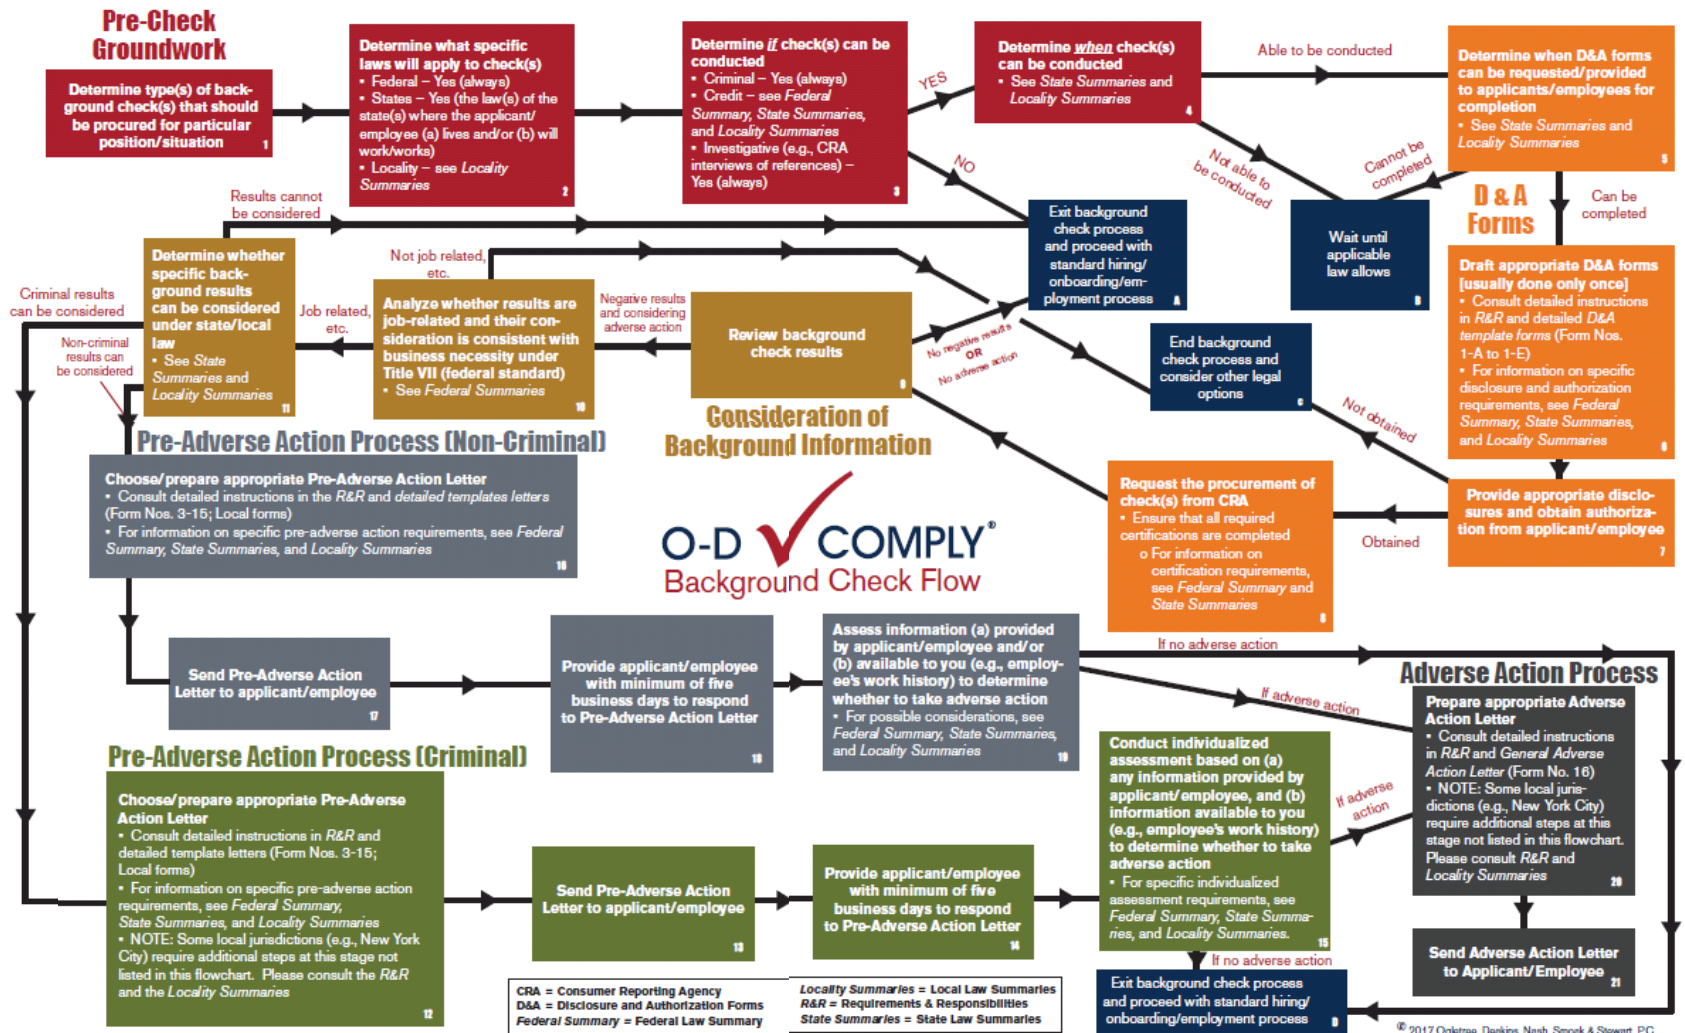 Pre-Check
Groundwork
Determine type(s) of back-
ground check(s) that should
be procured for particular
position/situation
1
Determine what specific
laws will apply to check(s)
▪ Federal – Yes (always)
▪ States – Yes (the law(s) of the
state(s) where the applicant/
employee (a) lives and/or (b) will
work/works)
▪ Locality – see Locality
Summaries
2
Determine if check(s) can be
conducted
▪ Criminal – Yes (always)
▪ Credit – see Federal
Summary, State Summaries,
and Locality Summaries
▪ Investigative (e.g., CRA
interviews of references) –
Yes (always)
3
YES
NO
Determine when check(s)
can be conducted
▪ See State Summaries and
Locality Summaries
4
Able to be conducted
Not able to
be conducted
Determine when D&A forms
can be requested/provided
to applicants/employees for
completion
▪ See State Summaries and
Locality Summaries
5
Cannot be
completed
Can be
completed
D & A
Forms
Exit background
check process
and proceed with
standard hiring/
onboarding/em-
ployment process
A
Wait until
applicable
law allows
B
Draft appropriate D&A forms
[usually done only once]
▪ Consult detailed instructions
in R&R and detailed D&A
template forms (Form Nos.
1-A to 1-E)
▪ For information on specific
disclosure and authorization
requirements, see Federal
Summary, State Summaries,
and Locality Summaries
6
Results cannot
be considered
Determine whether
specific back-
ground results
can be considered
under state/local
law
▪ See State
Summaries and
Locality Summaries
11
Criminal results
can be considered
Non-criminal
results can
be considered
Job related,
etc.
Not job related,
etc.
Analyze whether results are
job-related and their con-
sideration is consistent with
business necessity under
Title VII (federal standard)
▪ See Federal Summaries
10
Negative results
and considering
adverse action
Review background
check results
9
No negative results
OR
No adverse action
End background
check process and
consider other legal
options
C
Not obtained
Consideration of
Background Information
Provide appropriate disclo-
sures and obtain authoriza-
tion from applicant/employee
7
Obtained
Request the procurement of
check(s) from CRA
▪ Ensure that all required
certifications are completed
o For information on
certification requirements,
see Federal Summary and
State Summaries
8
O-D COMPLY®
Background Check Flow
Pre-Adverse Action Process (Non-Criminal)
Choose/prepare appropriate Pre-Adverse Action Letter
▪ Consult detailed instructions in the R&R and detailed templates letters
(Form Nos. 3-15; Local forms)
▪ For information on specific pre-adverse action requirements, see Federal
Summary, State Summaries, and Locality Summaries
16
Send Pre-Adverse Action
Letter to applicant/employee
17
Provide applicant/employee
with minimum of five
business days to respond
to Pre-Adverse Action Letter
18
Assess information (a) provided
by applicant/employee and/or
(b) available to you (e.g., employ-
ee's work history) to determine
whether to take adverse action
▪ For possible considerations, see
Federal Summary, State Summaries,
and Locality Summaries
19
If no adverse action
If adverse action
Adverse Action Process
Prepare appropriate Adverse
Action Letter
▪ Consult detailed instructions
in R&R and General Adverse
Action Letter (Form No. 16)
▪ NOTE: Some local juris-
dictions (e.g., New York City)
require additional steps at this
stage not listed in this flowchart.
Please consult R&R and
Locality Summaries
20
Send Adverse Action Letter
to Applicant/Employee
21
Pre-Adverse Action Process (Criminal)
Choose/prepare appropriate Pre-Adverse
Action Letter
▪ Consult detailed instructions in R&R and
detailed template letters (Form Nos. 3-15;
Local forms)
▪ For information on specific pre-adverse action
requirements, see Federal Summary,
State Summaries, and Locality Summaries
▪ NOTE: Some local jurisdictions (e.g., New York
City) require additional steps at this stage not
listed in this flowchart. Please consult the R&R
and the Locality Summaries
12
Send Pre-Adverse Action
Letter to applicant/employee
13
Provide applicant/employee
with minimum of five
business days to respond
to Pre-Adverse Action Letter
14
Conduct individualized
assessment based on (a)
any information provided by
applicant/employee, and (b)
information available to you
(e.g., employee's work history)
to determine whether to take
adverse action
▪ For specific individualized
assessment requirements, see
Federal Summary, State Summa-
ries, and Locality Summaries.
15
If adverse
action
If no adverse action
Exit background check process
and proceed with standard hiring/
onboarding/employment process
D
CRA = Consumer Reporting Agency
D&A = Disclosure and Authorization Forms
Federal Summary = Federal Law Summary
Locality Summaries = Local Law Summaries
R&R = Requirements & Responsibilities
State Summaries = State Law Summaries
© 2017 Ogletree, Deakins, Nash, Smoak & Stewart, P.C.